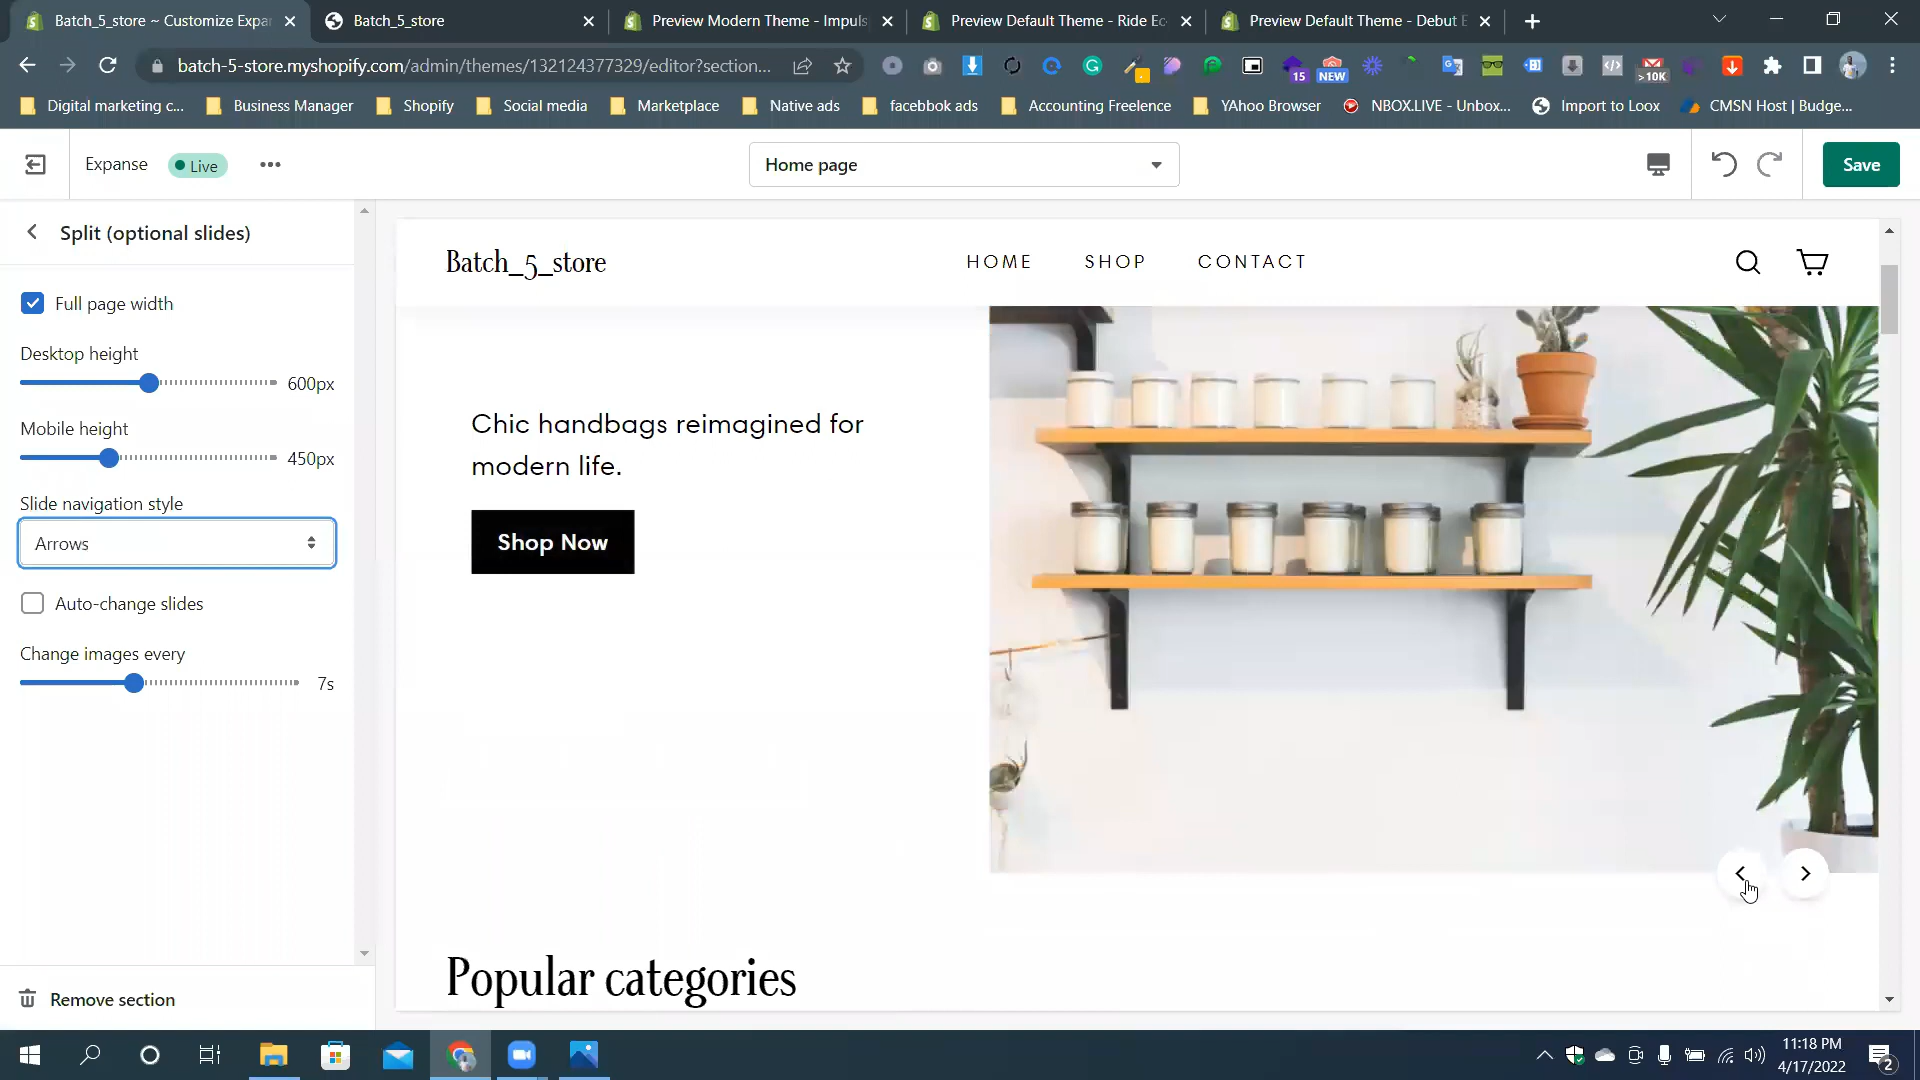 Batch_5_store ~ Customize Expan
Batch_5_store
Preview Modern Theme - Impuls
Preview Default Theme - Ride Ec
Preview Default Theme - Debut E
batch-5-store.myshopify.com/admin/themes/132124377329/editor?section...
15
NEW
>10K
Digital marketing c...
Business Manager
Shopify
Social media
Marketplace
Native ads
facebbok ads
Accounting Freelence
YAhoo Browser
NBOX.LIVE - Unbox...
Import to Loox
CMSN Host | Budge...
Expanse
Live
Home page
Save
Split (optional slides)
Full page width
Desktop height
600px
Mobile height
450px
Slide navigation style
Arrows
Auto-change slides
Change images every
7s
Remove section
Batch_5_store
HOME
SHOP
CONTACT
Chic handbags reimagined for
modern life.
Shop Now
Popular categories
11:18 PM
4/17/2022
2